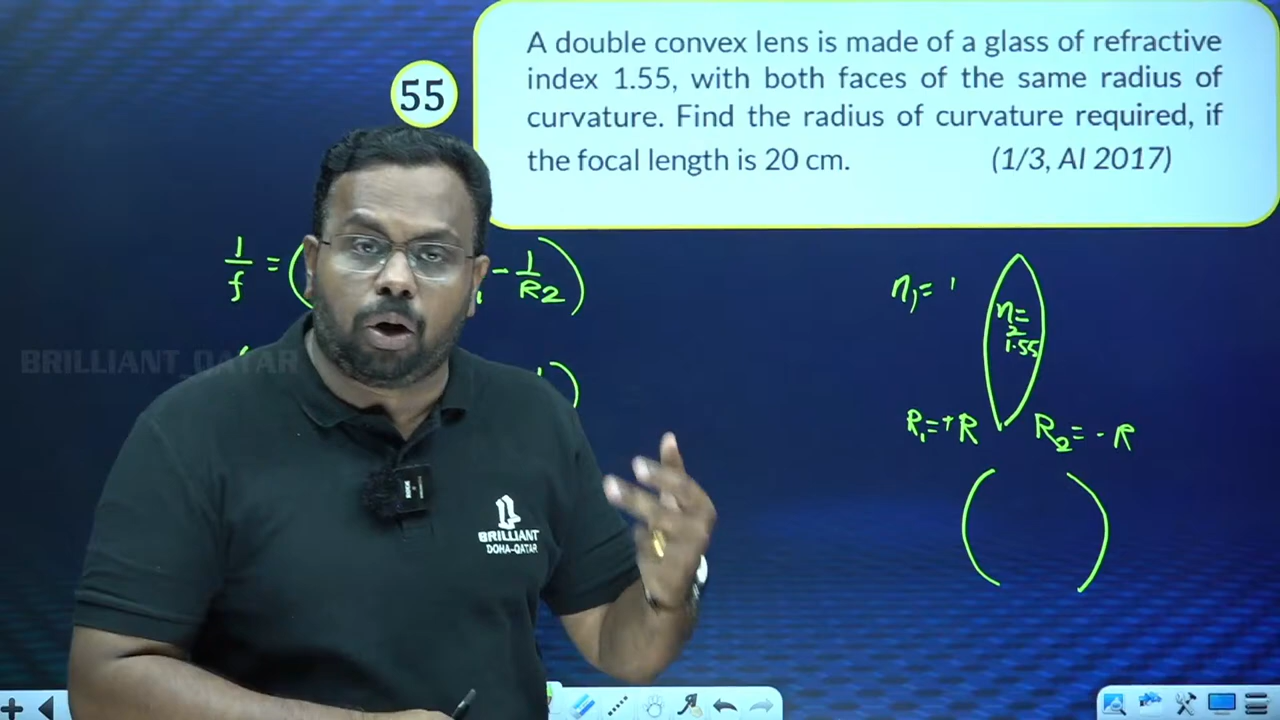 A double convex lens is made of a glass of refractive
index 1.55, with both faces of the same radius of
curvature. Find the radius of curvature required, if
the focal length is 20 cm. (1/3, AI 2017)
55
1/f = ( - 1/R2 )
n1 = 1
n2 = 1.55
BRILLIANT_QATAR
R1 = +R R2 = - R
BRILLIANT
DOHA-QATAR